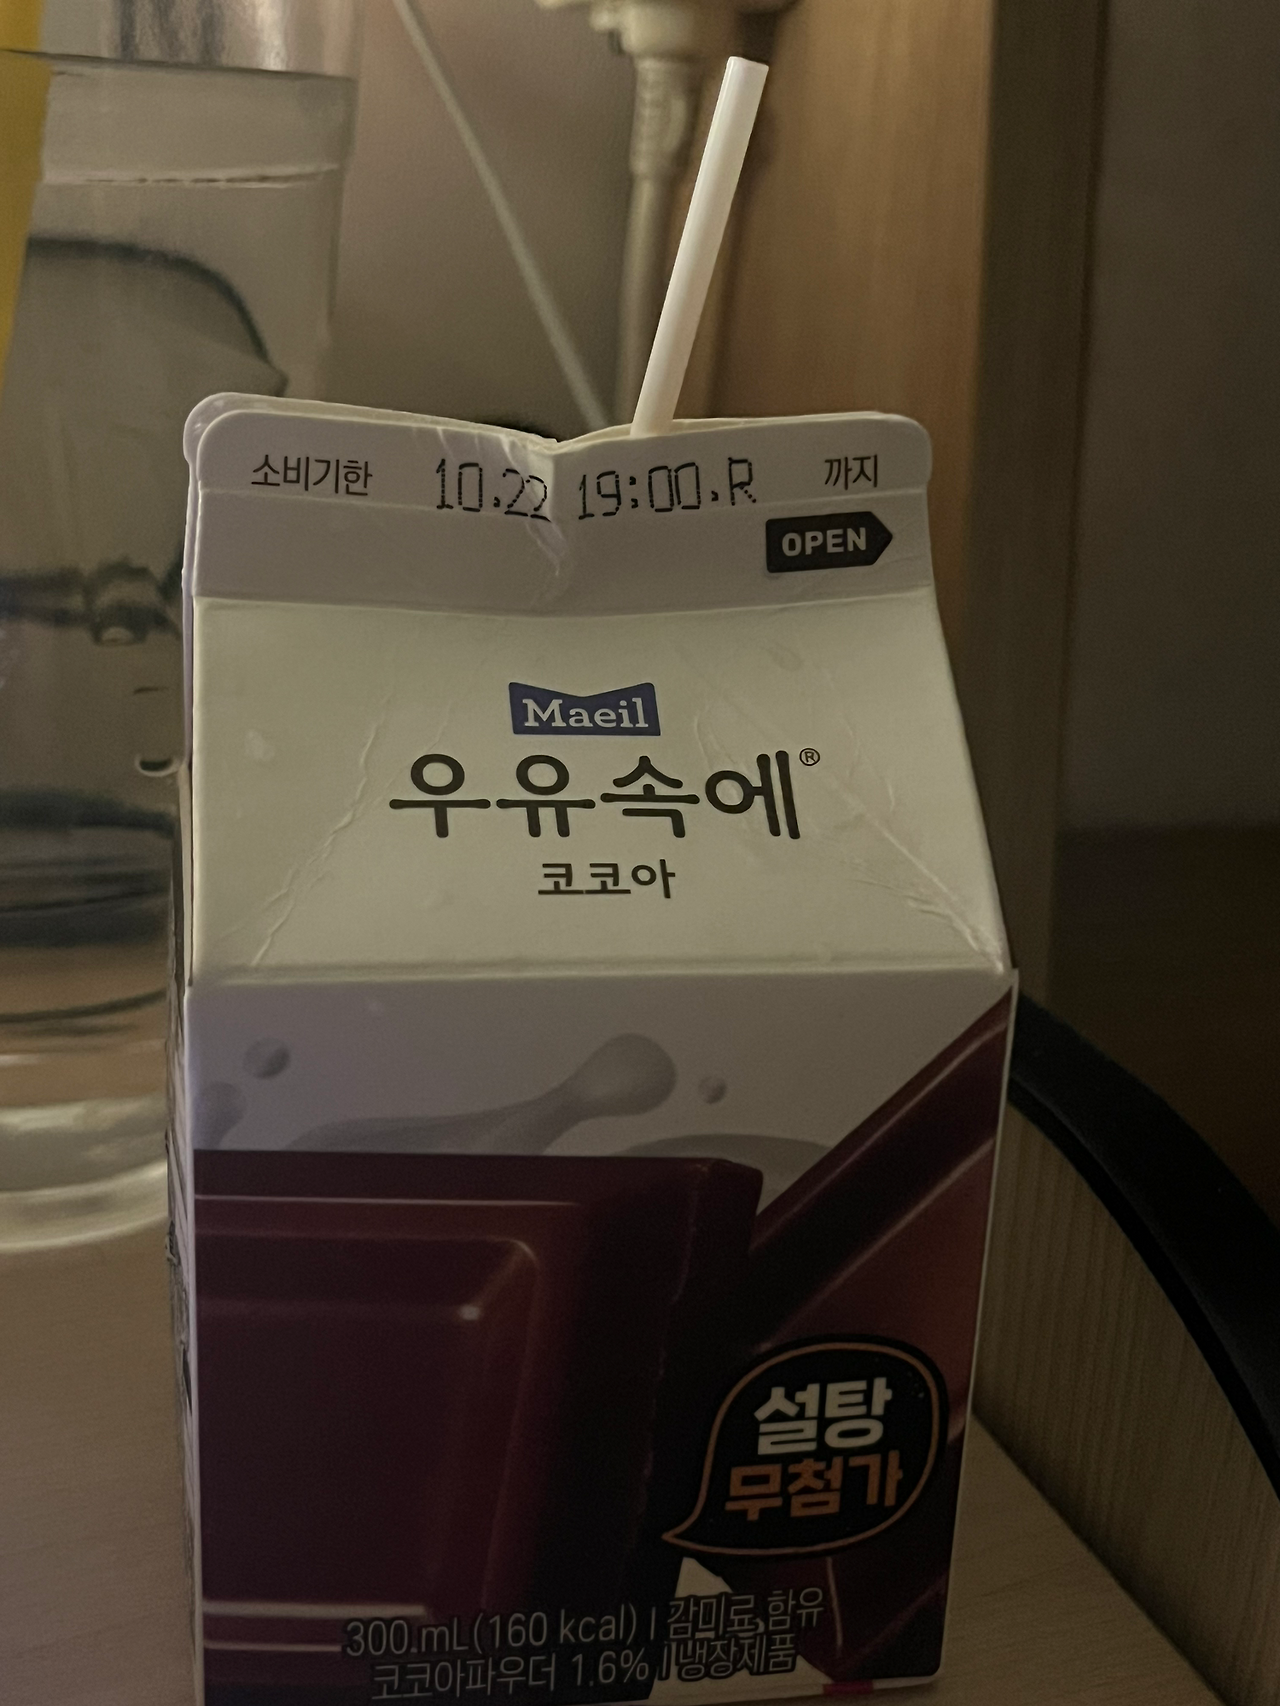 소비기한 10.22 19:00.R 까지
OPEN
Maeil
우유속에®
코코아
설탕
무첨가
300 mL(160 kcal) | 감미료 함유
코코아파우더 1.6% | 냉장제품